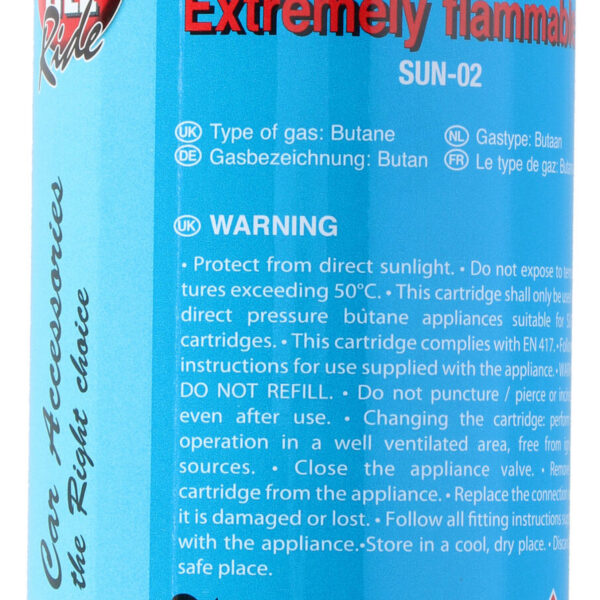 Ride
Extremely flammable
SUN-02
UK Type of gas: Butane
NL Gastype: Butaan
DE Gasbezeichnung: Butan
FR Le type de gaz: Butan
UK WARNING
• Protect from direct sunlight. • Do not expose to
tures exceeding 50°C. • This cartridge shall only be used
direct pressure bútane appliances suitable for
cartridges. • This cartridge complies with EN 417. •
instructions for use supplied with the appliance. •
DO NOT REFILL. • Do not puncture / pierce or
even after use. • Changing the cartridge: perform
operation in a well ventilated area, free from
sources. • Close the appliance valve. • Remove
cartridge from the appliance. • Replace the connection
it is damaged or lost. • Follow all fitting instructions
with the appliance.•Store in a cool, dry place. •
safe place.
Car Accessories
the Right choice